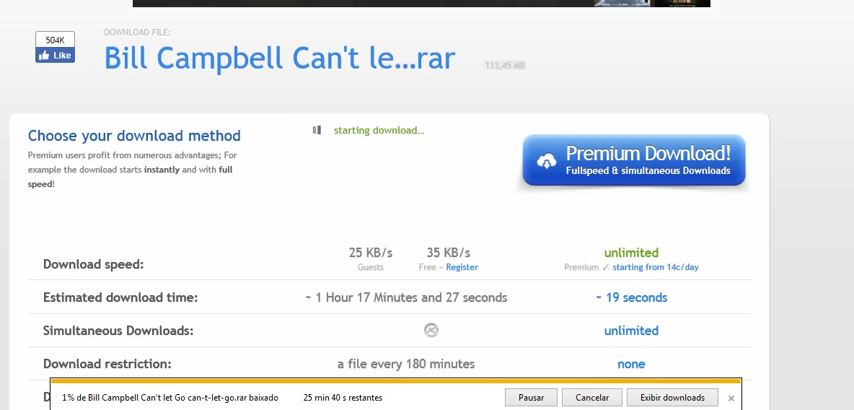 504K
Like
DOWNLOAD FILE:
Bill Campbell Can't le...rar
113,45 MB
Choose your download method
Premium users profit from numerous advantages; For
example the download starts instantly and with full
speed!
starting download...
Premium Download!
Fullspeed & simultaneous Downloads
Download speed:
25 KB/s
Guests
35 KB/s
Free – Register
unlimited
Premium ✓ starting from 14c/day
Estimated download time:
~ 1 Hour 17 Minutes and 27 seconds
~ 19 seconds
Simultaneous Downloads:
unlimited
Download restriction:
a file every 180 minutes
none
1% de Bill Campbell Can't let Go can-t-let-go.rar baixado
25 min 40 s restantes
Pausar
Cancelar
Exibir downloads